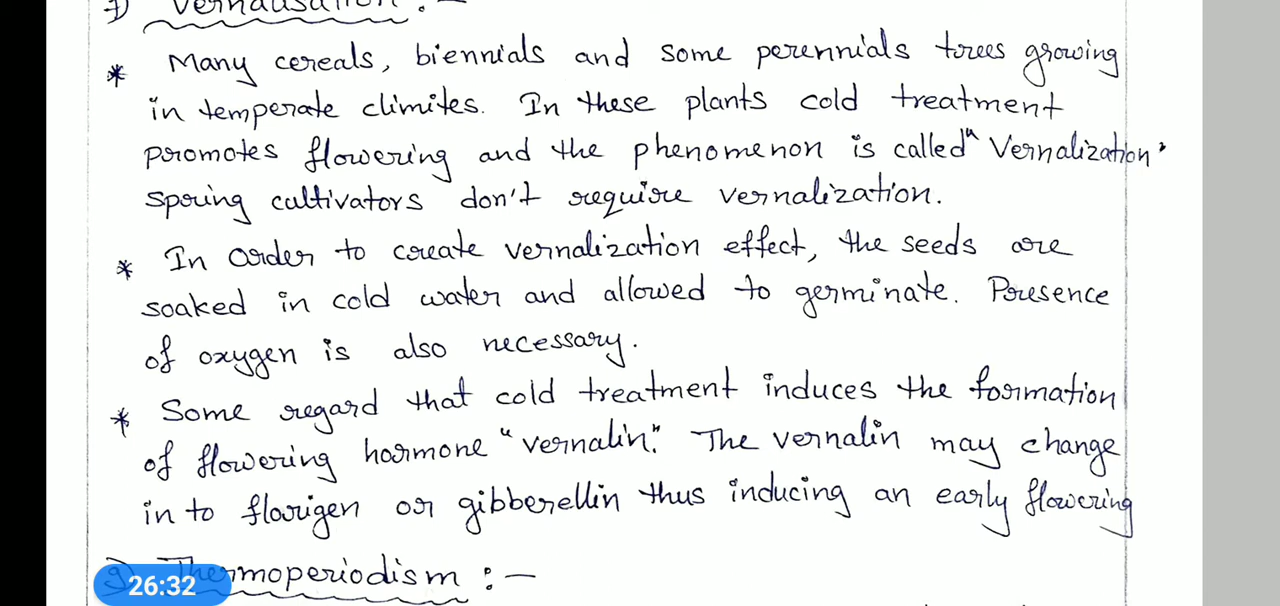 * Many cereals, biennials and some perennials trees growing
in temperate climites. In these plants cold treatment
promotes flowering and the phenomenon is called "Vernalization"
Spring cultivators don't require vernalization.
* In order to create vernalization effect, the seeds are
soaked in cold water and allowed to germinate. Presence
of oxygen is also necessary.
* Some regard that cold treatment induces the formation
of flowering hormone "vernalin." The vernalin may change
in to florigen or gibberellin thus inducing an early flowering
Thermoperiodism :-
26:32